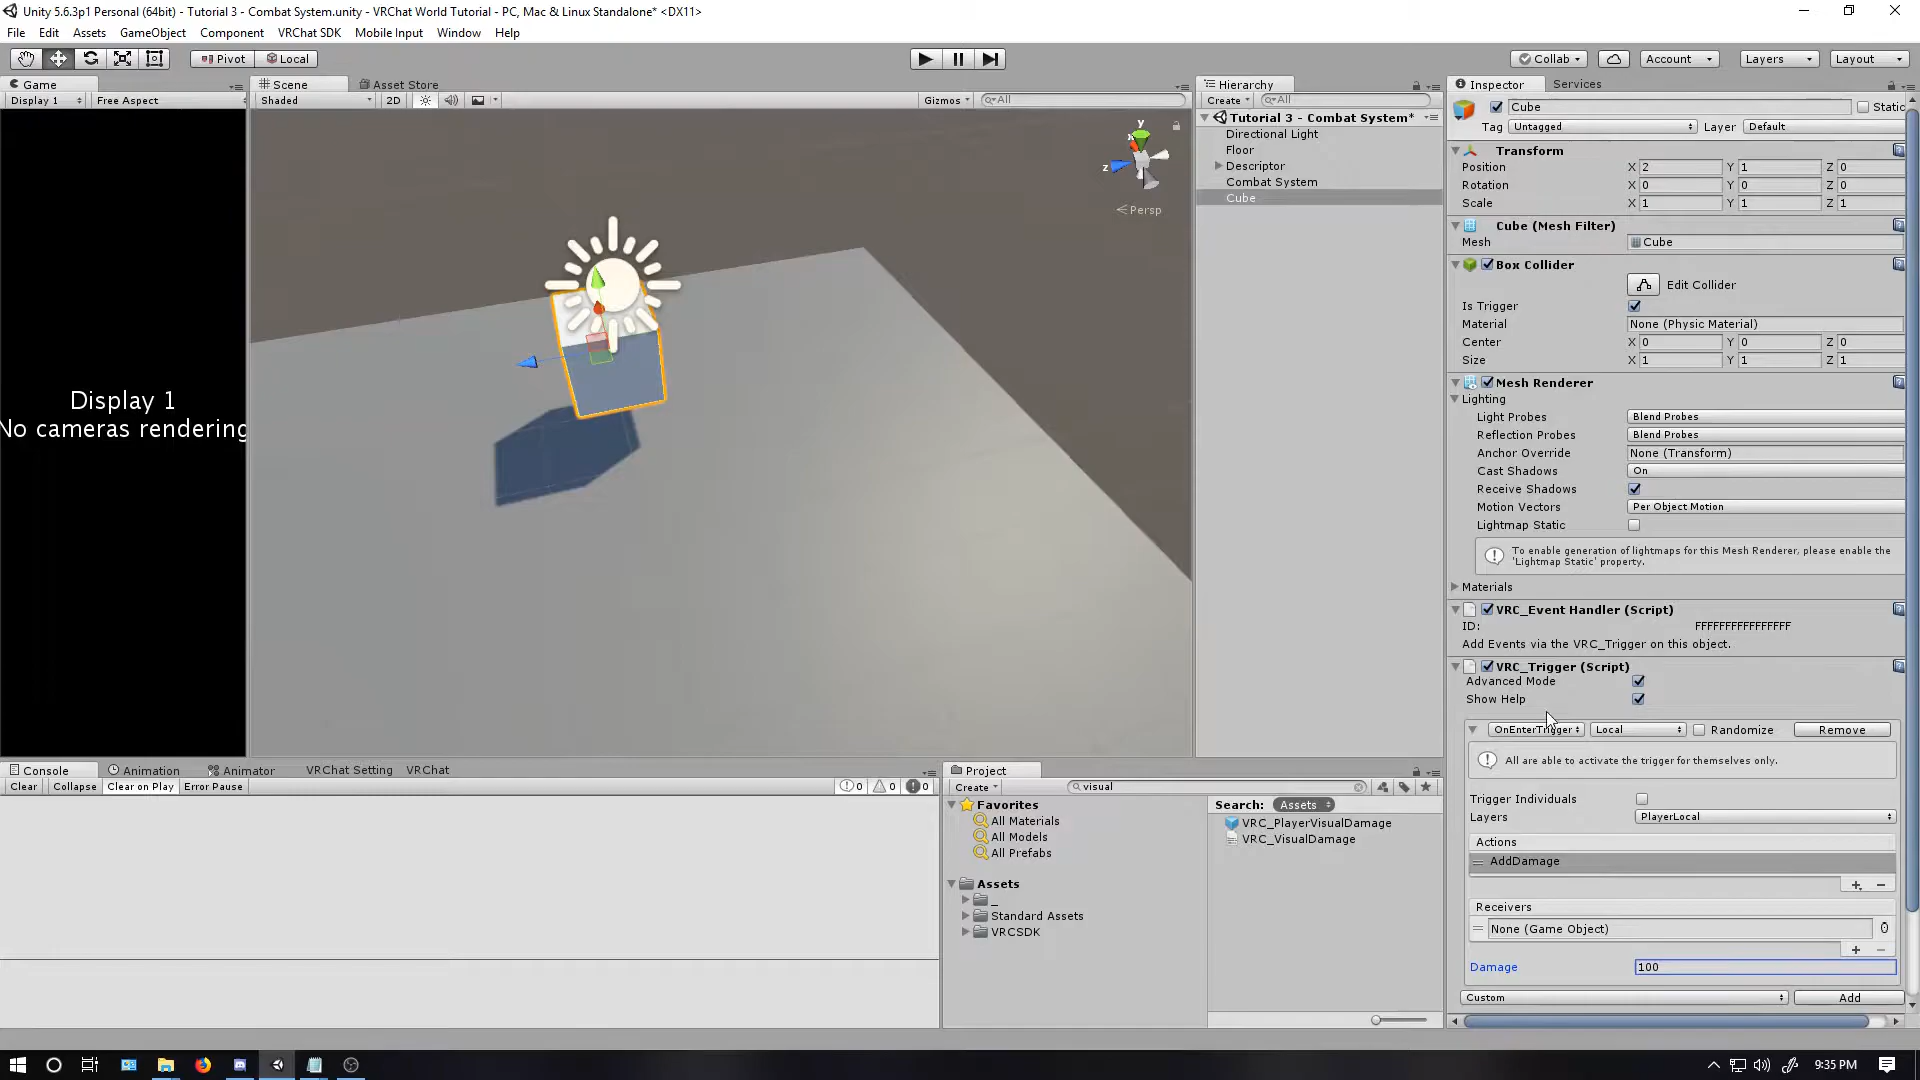 Unity 5.6.3p1 Personal (64bit) - Tutorial 3 - Combat System.unity - VRChat World Tutorial - PC, Mac & Linux Standalone* <DX11>
File Edit Assets GameObject Component VRChat SDK Mobile Input Window Help
Pivot Local Collab Account Layers Layout
Game Scene Asset Store Hierarchy Inspector Services
Display 1 Free Aspect Shaded 2D Gizmos All Create All
Cube Static
Tag Untagged Layer Default
Tutorial 3 - Combat System*
Directional Light
Floor
Descriptor
Combat System
Cube
y
x
z
Persp
Display 1
No cameras rendering
Transform
Position X 2 Y 1 Z 0
Rotation X 0 Y 0 Z 0
Scale X 1 Y 1 Z 1
Cube (Mesh Filter)
Mesh Cube
Box Collider
Edit Collider
Is Trigger
Material None (Physic Material)
Center X 0 Y 0 Z 0
Size X 1 Y 1 Z 1
Mesh Renderer
Lighting
Light Probes Blend Probes
Reflection Probes Blend Probes
Anchor Override None (Transform)
Cast Shadows On
Receive Shadows
Motion Vectors Per Object Motion
Lightmap Static
To enable generation of lightmaps for this Mesh Renderer, please enable the
'Lightmap Static' property.
Materials
VRC_Event Handler (Script)
ID: FFFFFFFFFFFFFFFF
Add Events via the VRC_Trigger on this object.
VRC_Trigger (Script)
Advanced Mode
Show Help
OnEnterTrigger Local Randomize Remove
All are able to activate the trigger for themselves only.
Trigger Individuals
Layers PlayerLocal
Actions
AddDamage
Receivers
None (Game Object) 0
Damage 100
Custom Add
Console Animation Animator VRChat Setting VRChat
Clear Collapse Clear on Play Error Pause 0 0 0
Project
Create visual
Favorites
All Materials
All Models
All Prefabs
Assets
_
Standard Assets
VRCSDK
Search: Assets
VRC_PlayerVisualDamage
VRC_VisualDamage
9:35 PM